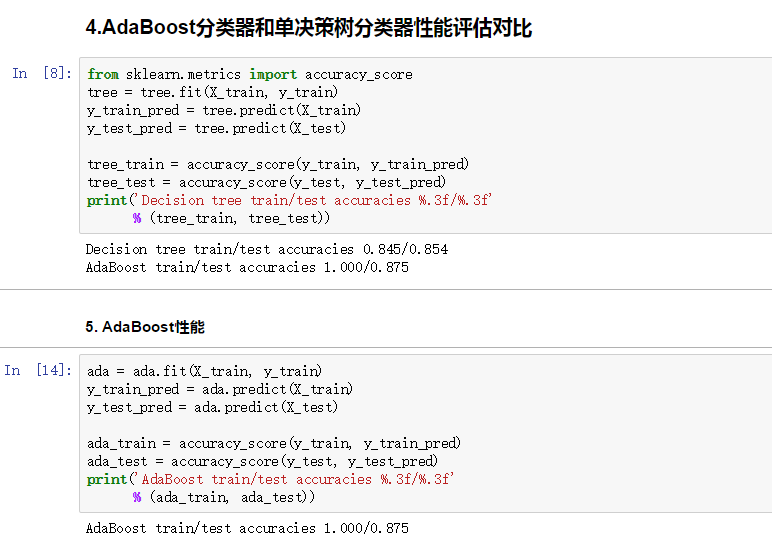 4.AdaBoost分类器和单决策树分类器性能评估对比
In [8]:
from sklearn.metrics import accuracy_score
tree = tree.fit(X_train, y_train)
y_train_pred = tree.predict(X_train)
y_test_pred = tree.predict(X_test)
tree_train = accuracy_score(y_train, y_train_pred)
tree_test = accuracy_score(y_test, y_test_pred)
print('Decision tree train/test accuracies %.3f/%.3f'
% (tree_train, tree_test))
Decision tree train/test accuracies 0.845/0.854
AdaBoost train/test accuracies 1.000/0.875
5. AdaBoost性能
In [14]:
ada = ada.fit(X_train, y_train)
y_train_pred = ada.predict(X_train)
y_test_pred = ada.predict(X_test)
ada_train = accuracy_score(y_train, y_train_pred)
ada_test = accuracy_score(y_test, y_test_pred)
print('AdaBoost train/test accuracies %.3f/%.3f'
% (ada_train, ada_test))
AdaBoost train/test accuracies 1.000/0.875